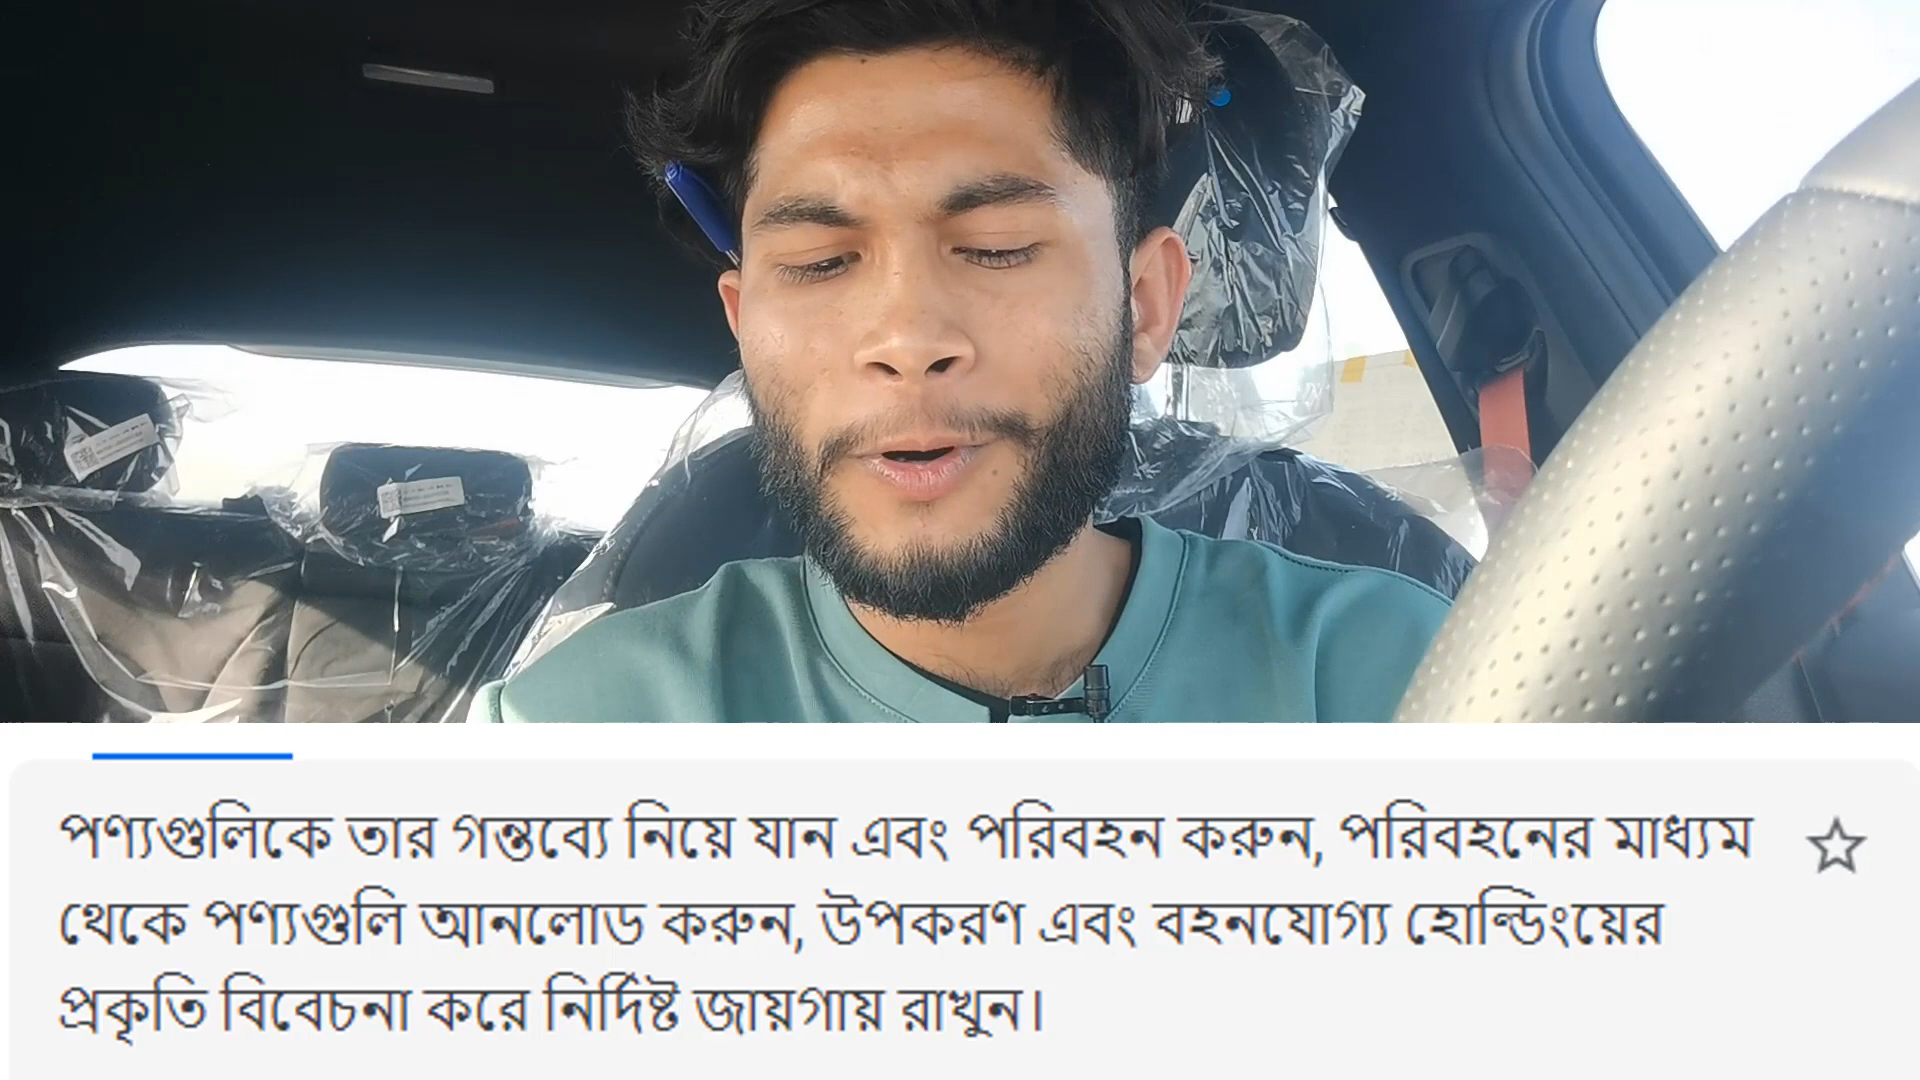 পণ্যগুলিকে তার গন্তব্যে নিয়ে যান এবং পরিবহন করুন, পরিবহনের মাধ্যম
থেকে পণ্যগুলি আনলোড করুন, উপকরণ এবং বহনযোগ্য হোল্ডিংয়ের
প্রকৃতি বিবেচনা করে নির্দিষ্ট জায়গায় রাখুন।